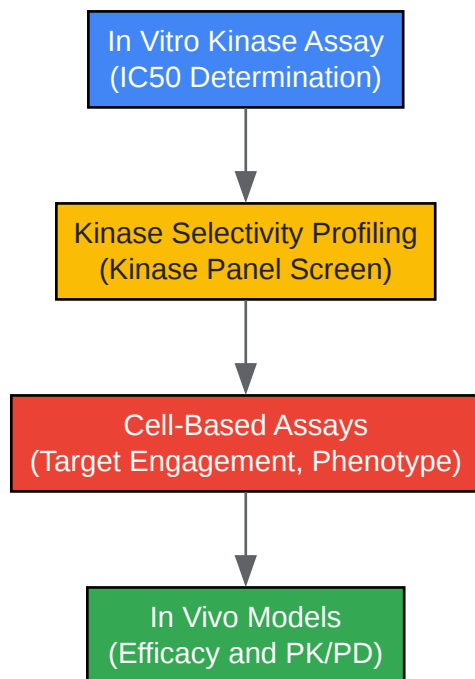 In Vitro Kinase Assay
(IC50 Determination)
Kinase Selectivity Profiling
(Kinase Panel Screen)
Cell-Based Assays
(Target Engagement, Phenotype)
In Vivo Models
(Efficacy and PK/PD)